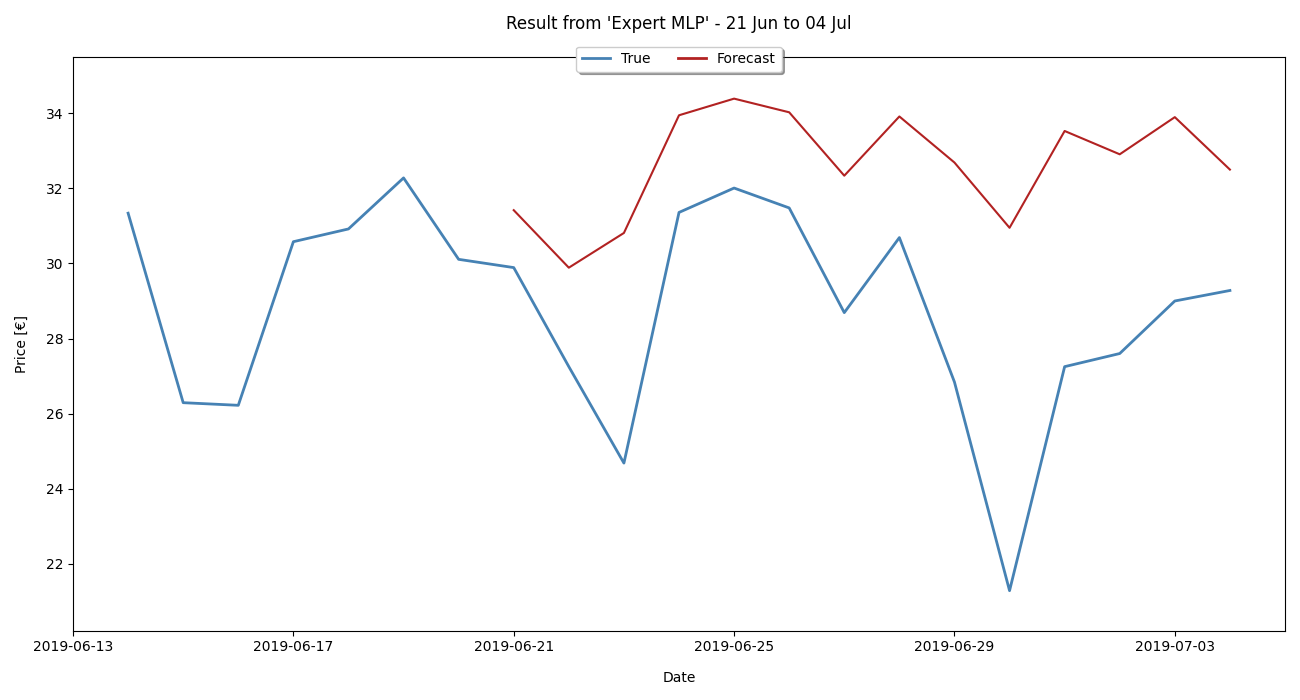 Result from 'Expert MLP' - 21 Jun to 04 Jul
True Forecast
34
32
30
28
26
24
22
Price [€]
2019-06-13 2019-06-17 2019-06-21 2019-06-25 2019-06-29 2019-07-03
Date